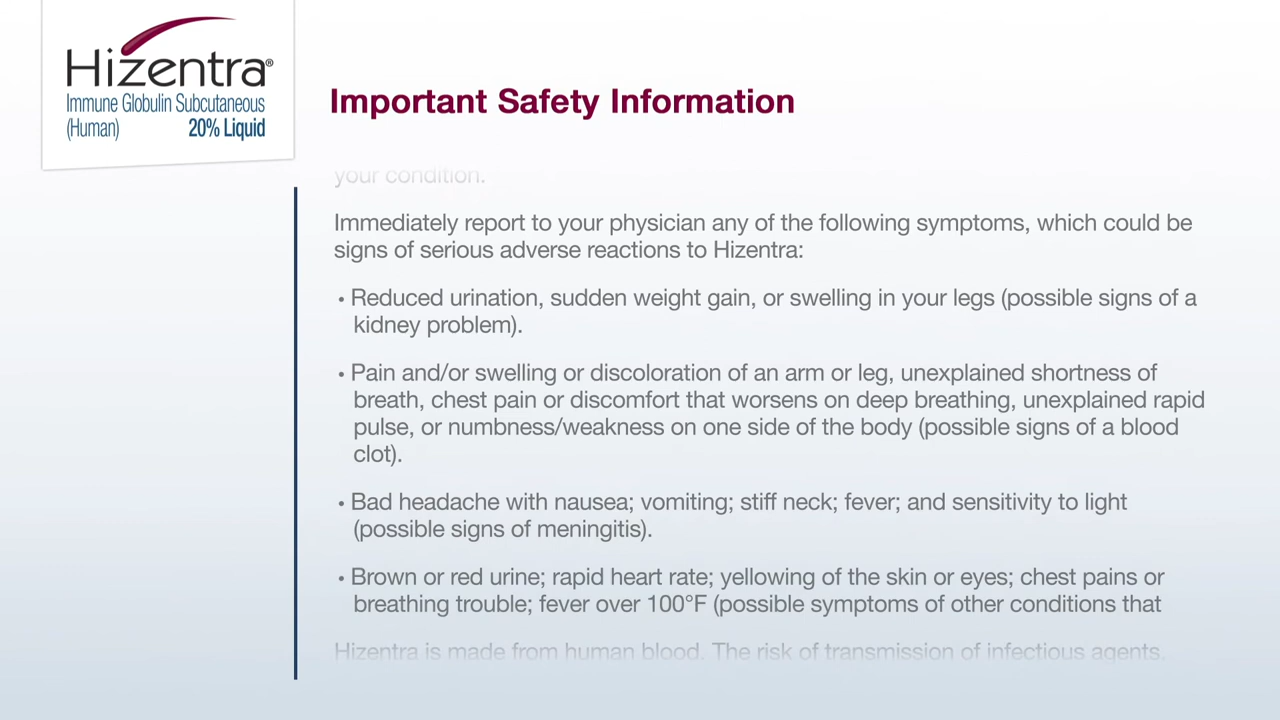 Hizentra®
Immune Globulin Subcutaneous
(Human) 20% Liquid
Important Safety Information
your condition.
Immediately report to your physician any of the following symptoms, which could be
signs of serious adverse reactions to Hizentra:
• Reduced urination, sudden weight gain, or swelling in your legs (possible signs of a
kidney problem).
• Pain and/or swelling or discoloration of an arm or leg, unexplained shortness of
breath, chest pain or discomfort that worsens on deep breathing, unexplained rapid
pulse, or numbness/weakness on one side of the body (possible signs of a blood
clot).
• Bad headache with nausea; vomiting; stiff neck; fever; and sensitivity to light
(possible signs of meningitis).
• Brown or red urine; rapid heart rate; yellowing of the skin or eyes; chest pains or
breathing trouble; fever over 100°F (possible symptoms of other conditions that
Hizentra is made from human blood. The risk of transmission of infectious agents,